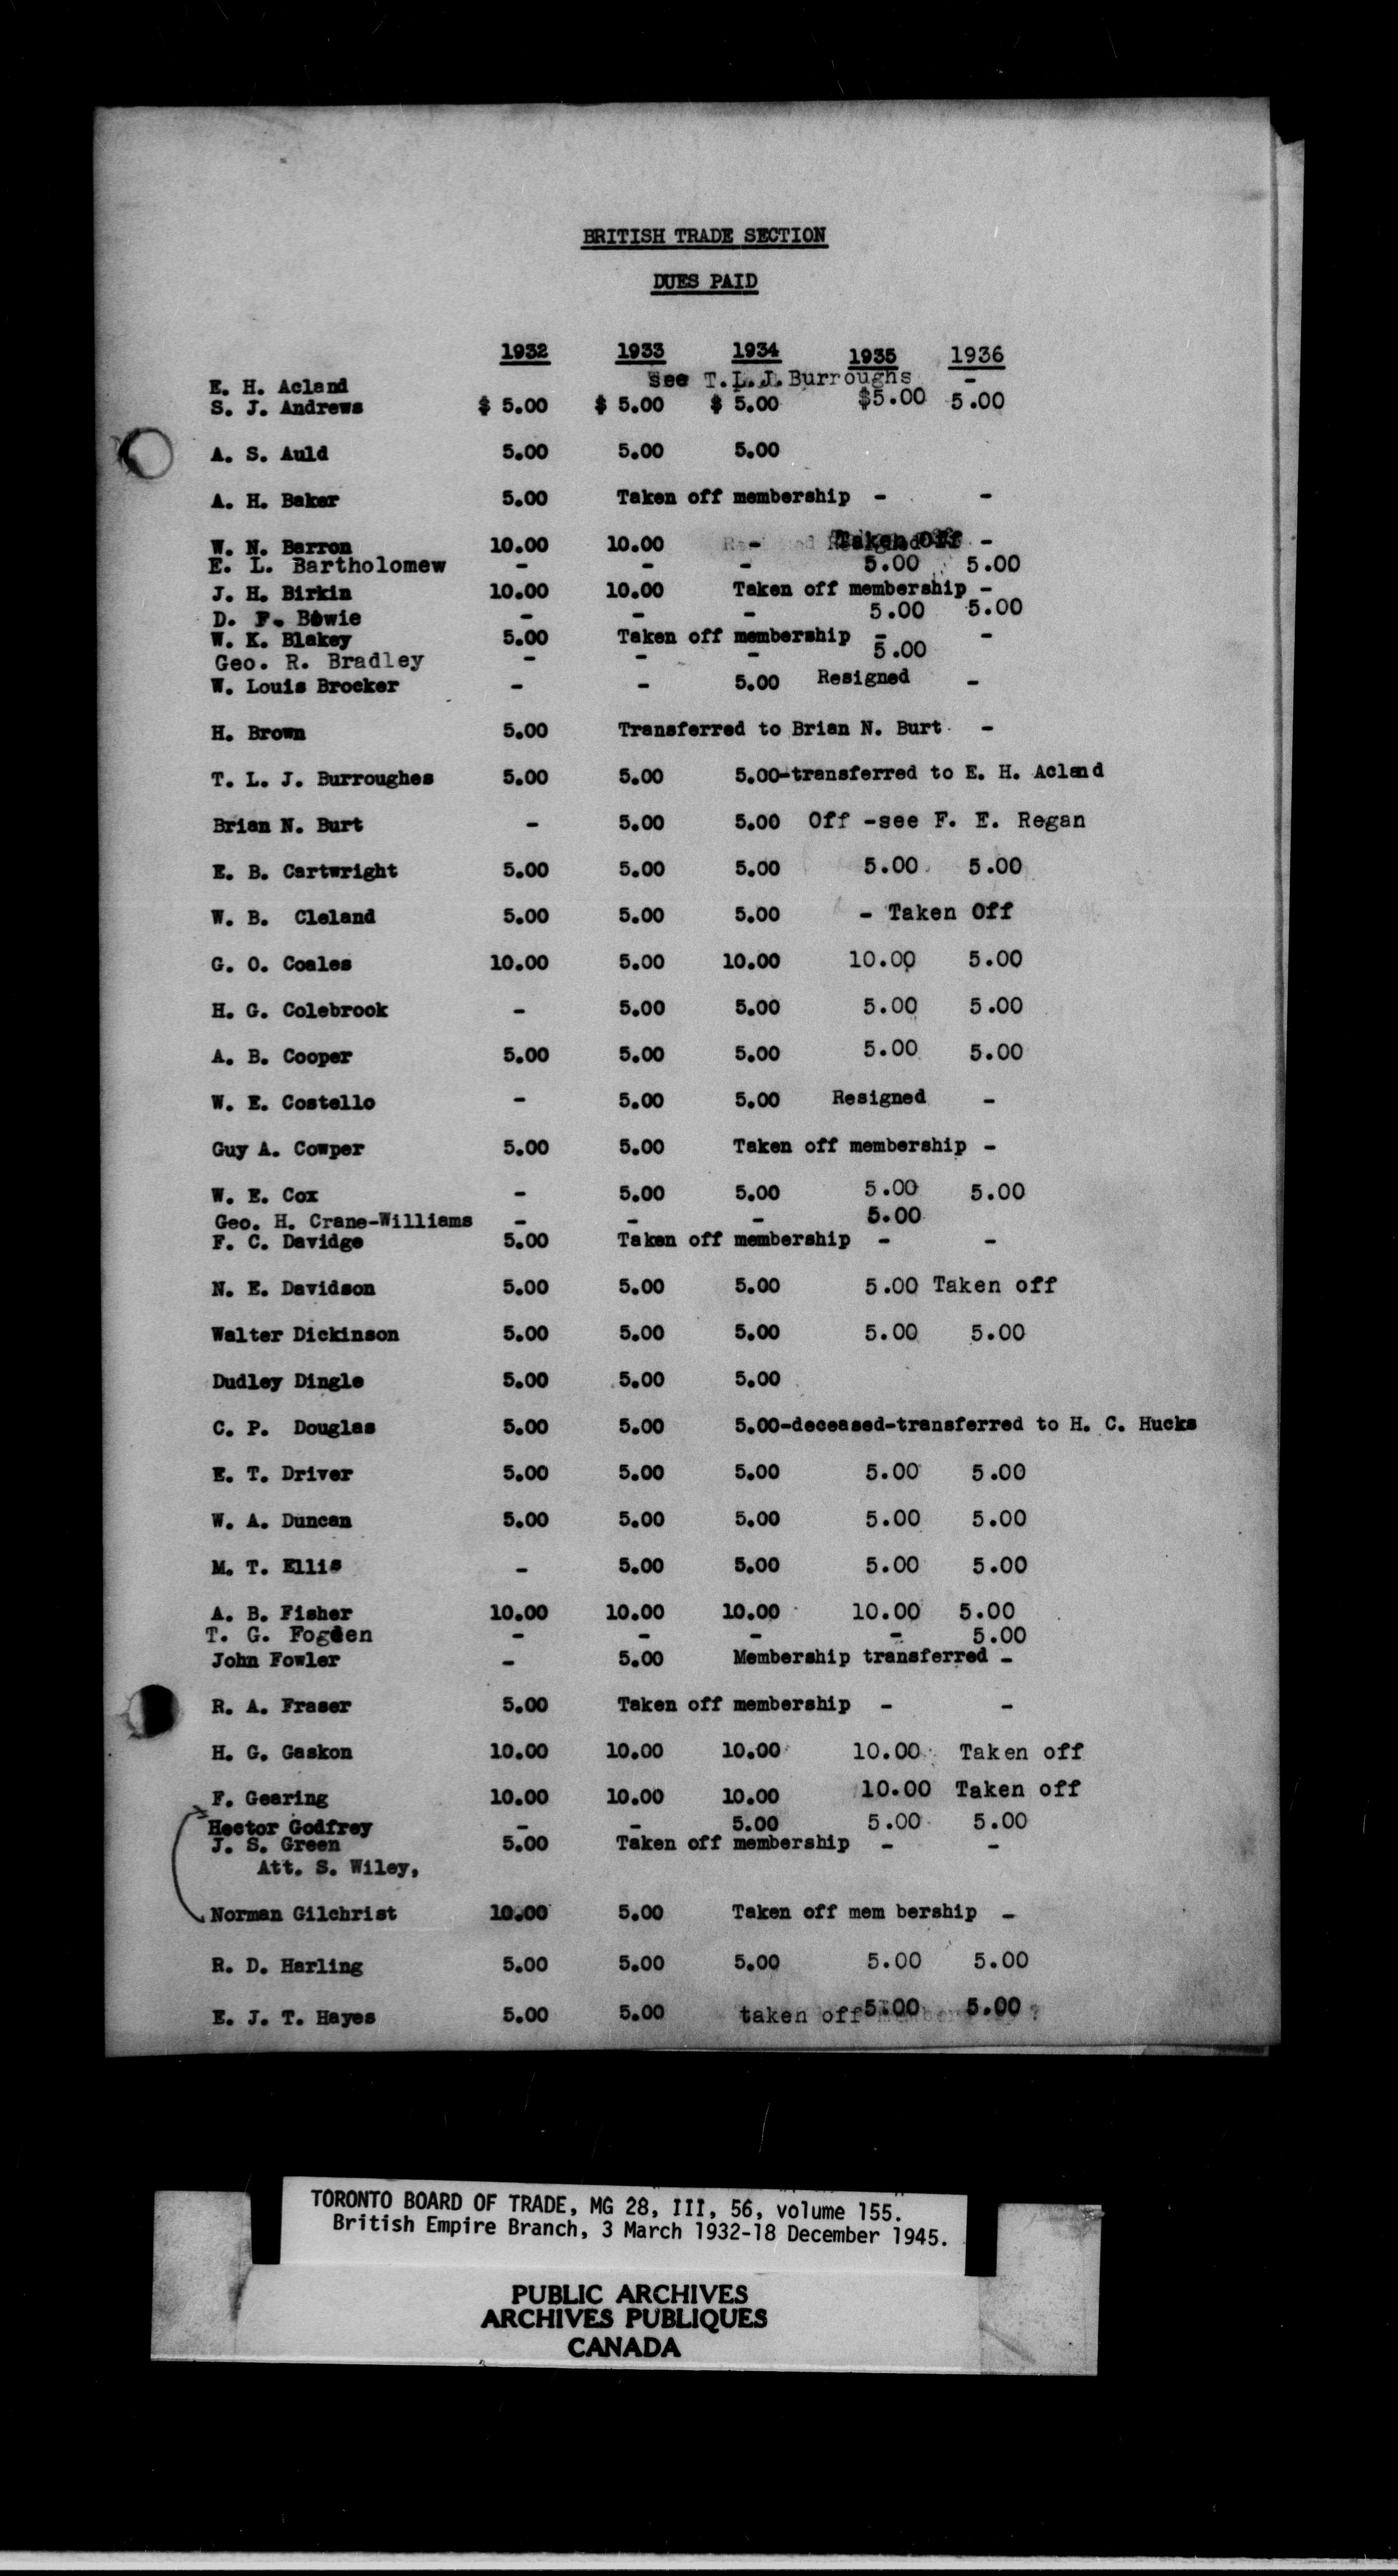 BRITISH TRADE SECTION
DUES PAID
1932 1933 1934 1935 1936
E. H. Acland see T.L.J.Burroughs -
S. J. Andrews $ 5.00 $ 5.00 $ 5.00 $5.00 5.00
A. S. Auld 5.00 5.00 5.00
A. H. Baker 5.00 Taken off membership - -
W. N. Barron 10.00 10.00 - Taken Off -
E. L. Bartholomew - - - 5.00 5.00
J. H. Birkin 10.00 10.00 Taken off membership -
D. F. Bowie - - - 5.00 5.00
W. K. Blakey 5.00 Taken off membership - -
Geo. R. Bradley - - - 5.00
W. Louis Brocker - - 5.00 Resigned -
H. Brown 5.00 Transferred to Brian N. Burt -
T. L. J. Burroughes 5.00 5.00 5.00-transferred to E. H. Acland
Brian N. Burt - 5.00 5.00 Off -see F. E. Regan
E. B. Cartwright 5.00 5.00 5.00 5.00 5.00
W. B. Cleland 5.00 5.00 5.00 - Taken Off
G. O. Coales 10.00 5.00 10.00 10.00 5.00
H. G. Colebrook - 5.00 5.00 5.00 5.00
A. B. Cooper 5.00 5.00 5.00 5.00 5.00
W. E. Costello - 5.00 5.00 Resigned -
Guy A. Cowper 5.00 5.00 Taken off membership -
W. E. Cox - 5.00 5.00 5.00 5.00
Geo. H. Crane-Williams - - - 5.00
F. C. Davidge 5.00 Taken off membership - -
N. E. Davidson 5.00 5.00 5.00 5.00 Taken off
Walter Dickinson 5.00 5.00 5.00 5.00 5.00
Dudley Dingle 5.00 5.00 5.00
C. P. Douglas 5.00 5.00 5.00-deceased-transferred to H. C. Hucks
E. T. Driver 5.00 5.00 5.00 5.00 5.00
W. A. Duncan 5.00 5.00 5.00 5.00 5.00
M. T. Ellis - 5.00 5.00 5.00 5.00
A. B. Fisher 10.00 10.00 10.00 10.00 5.00
T. G. Fogden - - - - 5.00
John Fowler - 5.00 Membership transferred -
R. A. Fraser 5.00 Taken off membership - -
H. G. Gaskon 10.00 10.00 10.00 10.00 Taken off
F. Gearing 10.00 10.00 10.00 10.00 Taken off
Hector Godfrey - - 5.00 5.00 5.00
J. S. Green 5.00 Taken off membership - -
Att. S. Wiley,
Norman Gilchrist 10.00 5.00 Taken off mem bership -
R. D. Harling 5.00 5.00 5.00 5.00 5.00
E. J. T. Hayes 5.00 5.00 taken off 5.00 5.00
TORONTO BOARD OF TRADE, MG 28, III, 56, volume 155.
British Empire Branch, 3 March 1932-18 December 1945.
PUBLIC ARCHIVES
ARCHIVES PUBLIQUES
CANADA